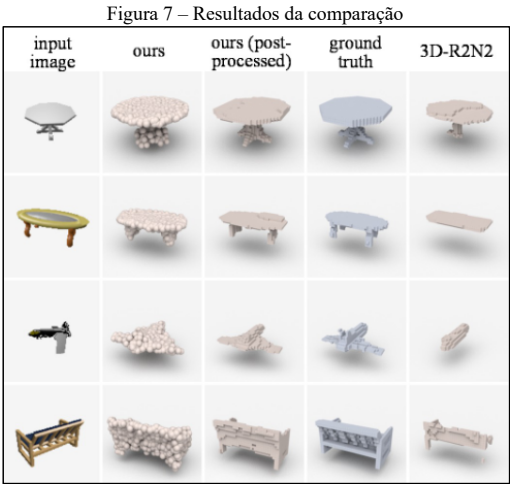 Figura 7 – Resultados da comparação
input image
ours
ours (post-processed)
ground truth
3D-R2N2